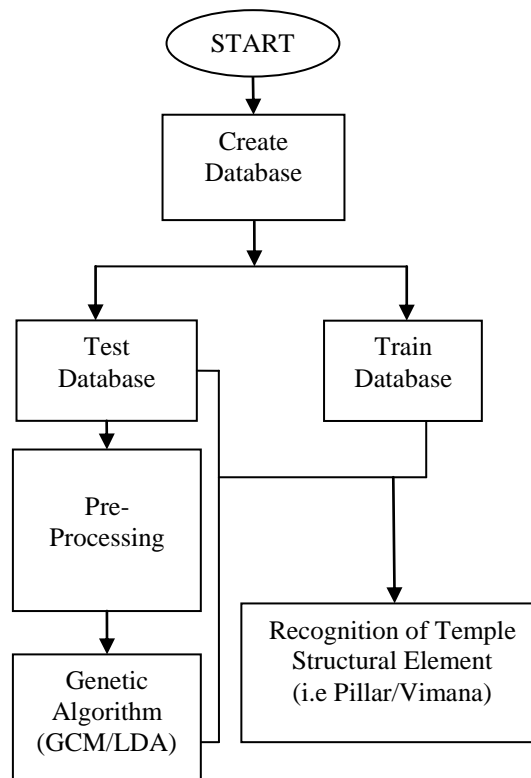 START
Create
Database
Test
Database
Train
Database
Pre-
Processing
Recognition of Temple
Structural Element
(i.e Pillar/Vimana)
Genetic
Algorithm
(GCM/LDA)